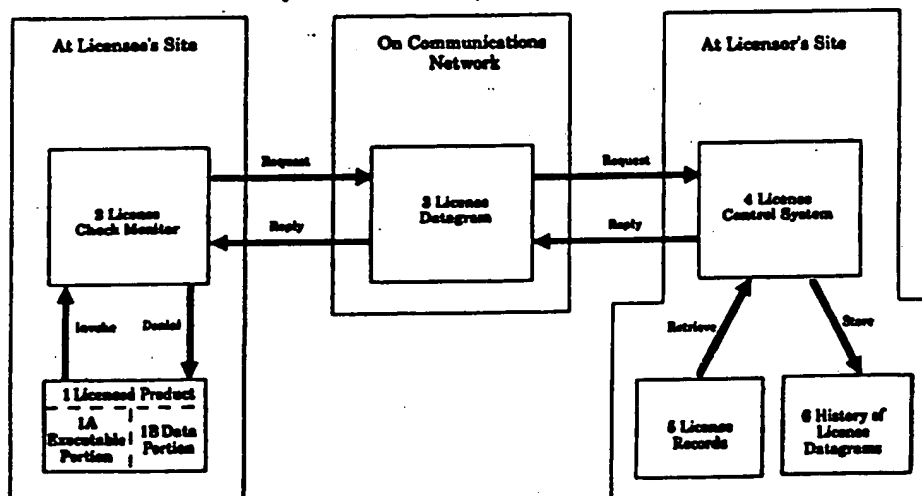 At Licensee's Site
On Communications
Network
At Licensor's Site
Request
Request
2 License
Check Monitor
3 License
Datagram
4 License
Control System
Reply
Reply
Invoke
Denial
Retrieve
Store
1 Licensed Product
1A
Executable
Portion
1B Data
Portion
5 License
Records
6 History of
License
Datagrams